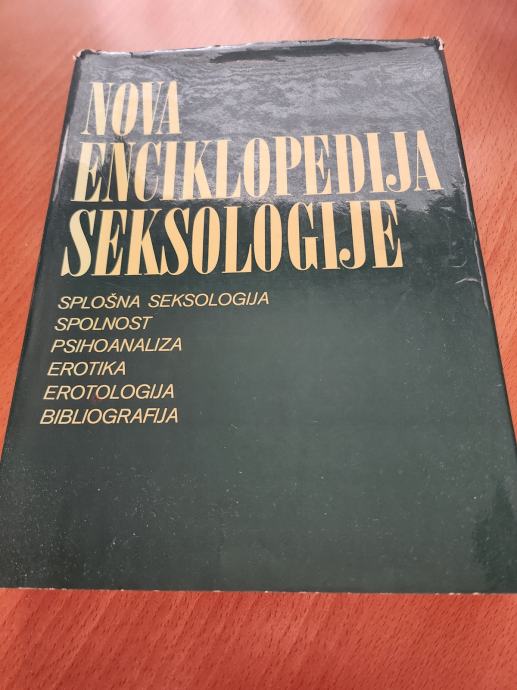 NOVA
ENCIKLOPEDIJA
SEKSOLOGIJE
SPLOŠNA SEKSOLOGIJA
SPOLNOST
PSIHOANALIZA
EROTIKA
EROTOLOGIJA
BIBLIOGRAFIJA